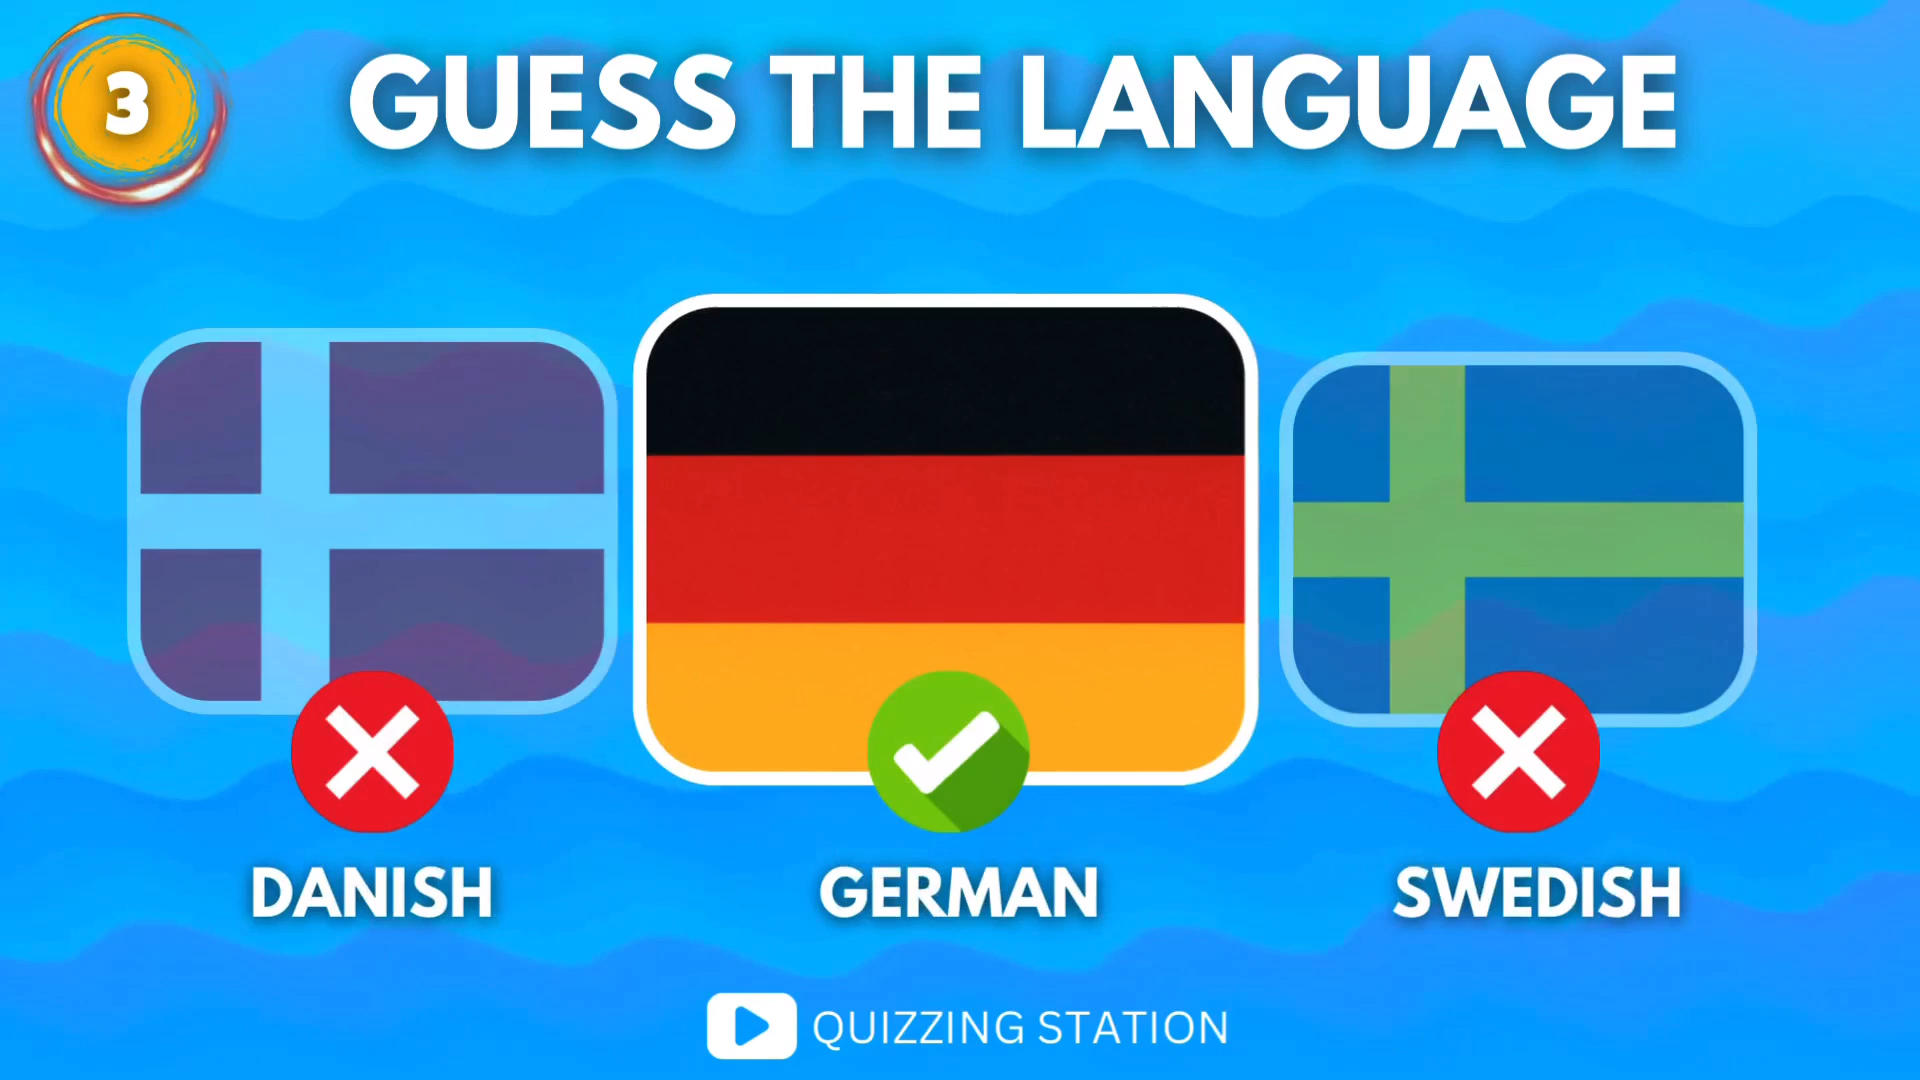 3
GUESS THE LANGUAGE
DANISH
GERMAN
SWEDISH
QUIZZING STATION